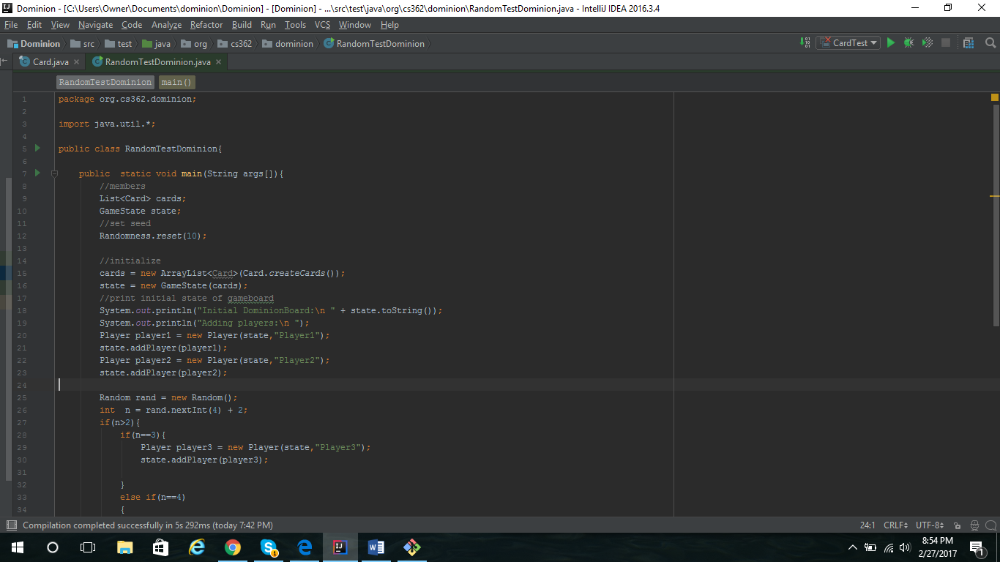 Dominion - [C:\Users\Owner\Documents\dominion\Dominion] - [Dominion] - ...\src\test\java\org\cs362\dominion\RandomTestDominion.java - IntelliJ IDEA 2016.3.4
File Edit View Navigate Code Analyze Refactor Build Run Tools VCS Window Help
Dominion src test java org cs362 dominion RandomTestDominion CardTest
Card.java RandomTestDominion.java
RandomTestDominion main()
1 package org.cs362.dominion;
2
3 import java.util.*;
4
5 public class RandomTestDominion{
6
7 public  static void main(String args[]){
8 //members
9 List<Card> cards;
10 GameState state;
11 //set seed
12 Randomness.reset(10);
13
14 //initialize
15 cards = new ArrayList<Card>(Card.createCards());
16 state = new GameState(cards);
17 //print initial state of gameboard
18 System.out.println("Initial DominionBoard:\n " + state.toString());
19 System.out.println("Adding players:\n ");
20 Player player1 = new Player(state,"Player1");
21 state.addPlayer(player1);
22 Player player2 = new Player(state,"Player2");
23 state.addPlayer(player2);
24
25 Random rand = new Random();
26 int  n = rand.nextInt(4) + 2;
27 if(n>2){
28 if(n==3){
29 Player player3 = new Player(state,"Player3");
30 state.addPlayer(player3);
31
32 }
33 else if(n==4)
34 {
Compilation completed successfully in 5s 292ms (today 7:42 PM) 24:1 CRLF UTF-8
8:54 PM
2/27/2017